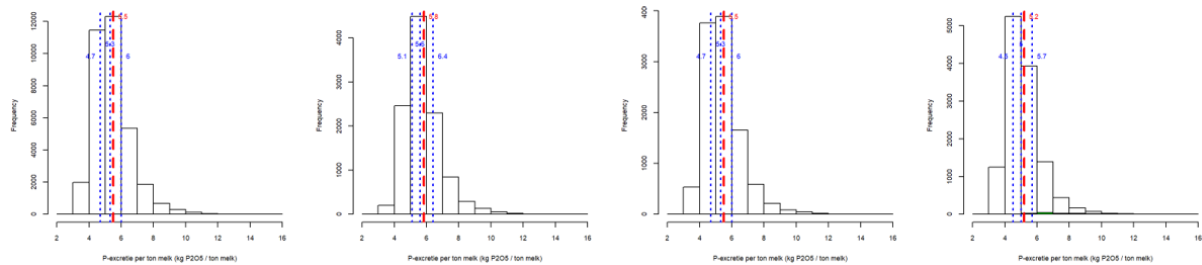 Frequency
0 2000 4000 6000 8000 10000 12000
4.7
5.5
6
2 4 6 8 10 12 14 16
P-excretie per ton melk (kg P2O5 / ton melk)
Frequency
0 1000 2000 3000 4000
5.1
5.8
6.4
2 4 6 8 10 12 14 16
P-excretie per ton melk (kg P2O5 / ton melk)
Frequency
0 1000 2000 3000 400
4.7
5.5
6
2 4 6 8 10 12 14 16
P-excretie per ton melk (kg P2O5 / ton melk)
Frequency
0 1000 2000 3000 4000 5000
4.5
5.2
5.7
2 4 6 8 10 12 14 16
P-excretie per ton melk (kg P2O5 / ton melk)